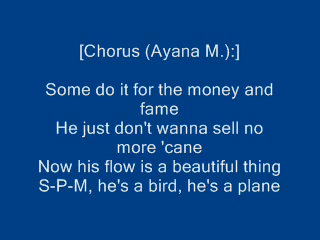 [Chorus (Ayana M.):]
Some do it for the money and
fame
He just don't wanna sell no
more 'cane
Now his flow is a beautiful thing
S-P-M, he's a bird, he's a plane